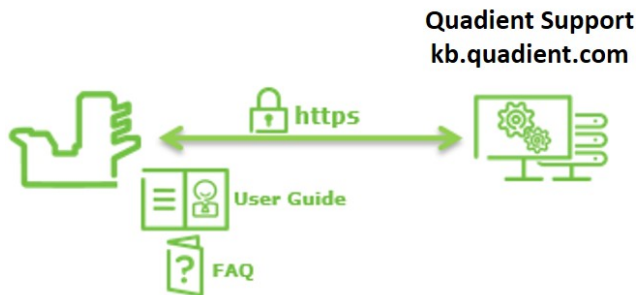 Quadient Support
kb.quadient.com
https
User Guide
?
FAQ